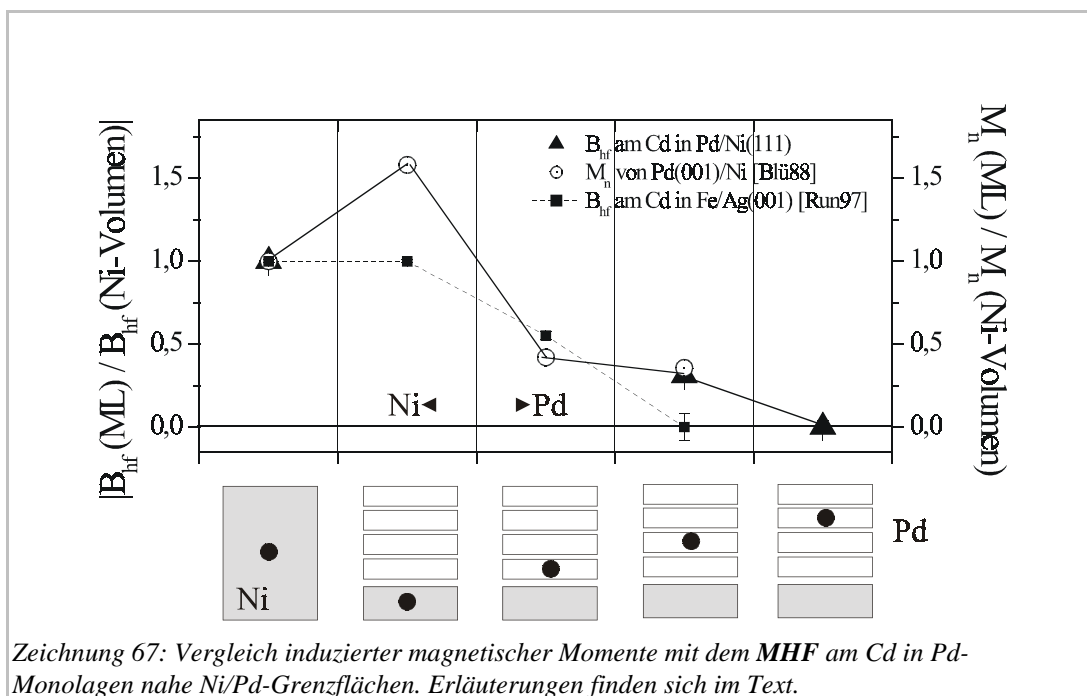 |B_hf (ML) / B_hf (Ni-Volumen)|
1,5
1,0
0,5
0,0
B_hf am Cd in Pd/Ni(111)
M_n von Pd(001)/Ni [Blü88]
B_hf am Cd in Fe/Ag(001) [Run97]
Ni
Pd
1,5
1,0
0,5
0,0
M_n (ML) / M_n (Ni-Volumen)
Ni
Pd
Zeichnung 67: Vergleich induzierter magnetischer Momente mit dem MHF am Cd in Pd-
Monolagen nahe Ni/Pd-Grenzflächen. Erläuterungen finden sich im Text.